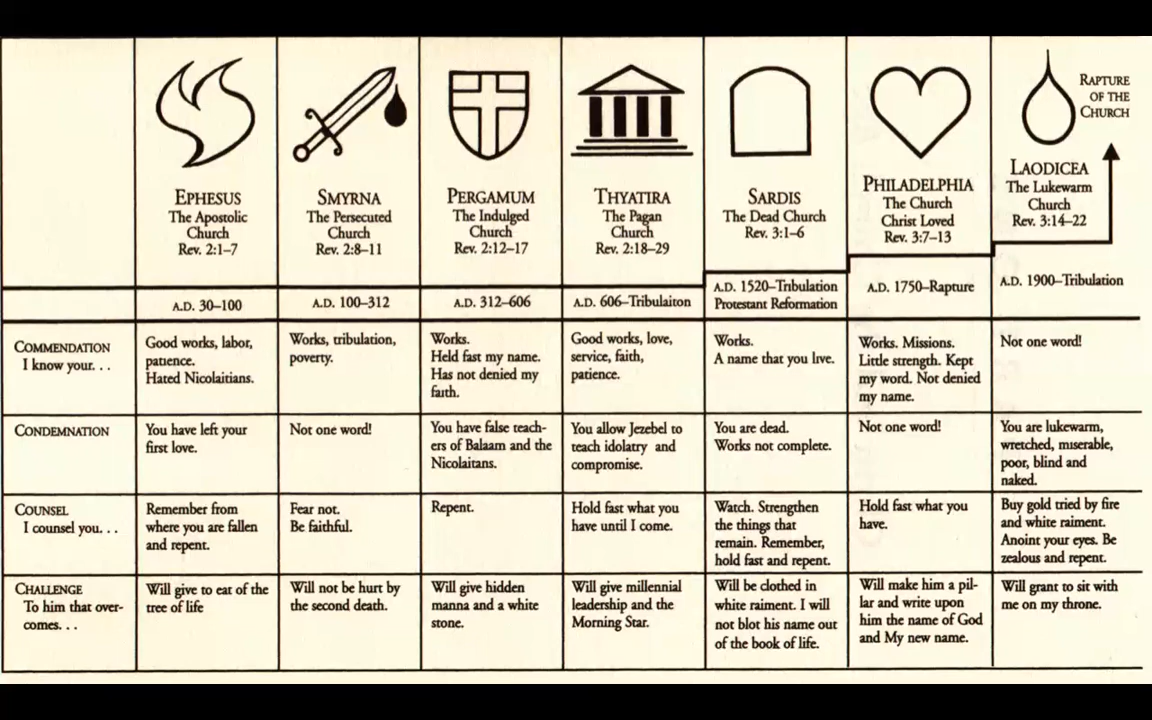 RAPTURE
OF THE
CHURCH
EPHESUS
The Apostolic
Church
Rev. 2:1–7
SMYRNA
The Persecuted
Church
Rev. 2:8–11
PERGAMUM
The Indulged
Church
Rev. 2:12–17
THYATIRA
The Pagan
Church
Rev. 2:18–29
SARDIS
The Dead Church
Rev. 3:1–6
PHILADELPHIA
The Church
Christ Loved
Rev. 3:7–13
LAODICEA
The Lukewarm
Church
Rev. 3:14–22
A.D. 30–100
A.D. 100–312
A.D. 312–606
A.D. 606–Tribulaiton
A.D. 1520–Tribulation
Protestant Reformation
A.D. 1750–Rapture
A.D. 1900–Tribulation
COMMENDATION
I know your. . .
Good works, labor,
patience.
Hated Nicolaitians.
Works, tribulation,
poverty.
Works.
Held fast my name.
Has not denied my
faith.
Good works, love,
service, faith,
patience.
Works.
A name that you live.
Works. Missions.
Little strength. Kept
my word. Not denied
my name.
Not one word!
CONDEMNATION
You have left your
first love.
Not one word!
You have false teach-
ers of Balaam and the
Nicolaitans.
You allow Jezebel to
teach idolatry and
compromise.
You are dead.
Works not complete.
Not one word!
You are lukewarm,
wretched, miserable,
poor, blind and
naked.
COUNSEL
I counsel you. . .
Remember from
where you are fallen
and repent.
Fear not.
Be faithful.
Repent.
Hold fast what you
have until I come.
Watch. Strengthen
the things that
remain. Remember,
hold fast and repent.
Hold fast what you
have.
Buy gold tried by fire
and white raiment.
Anoint your eyes. Be
zealous and repent.
CHALLENGE
To him that over-
comes. . .
Will give to eat of the
tree of life
Will not be hurt by
the second death.
Will give hidden
manna and a white
stone.
Will give millennial
leadership and the
Morning Star.
Will be clothed in
white raiment. I will
not blot his name out
of the book of life.
Will make him a pil-
lar and write upon
him the name of God
and My new name.
Will grant to sit with
me on my throne.